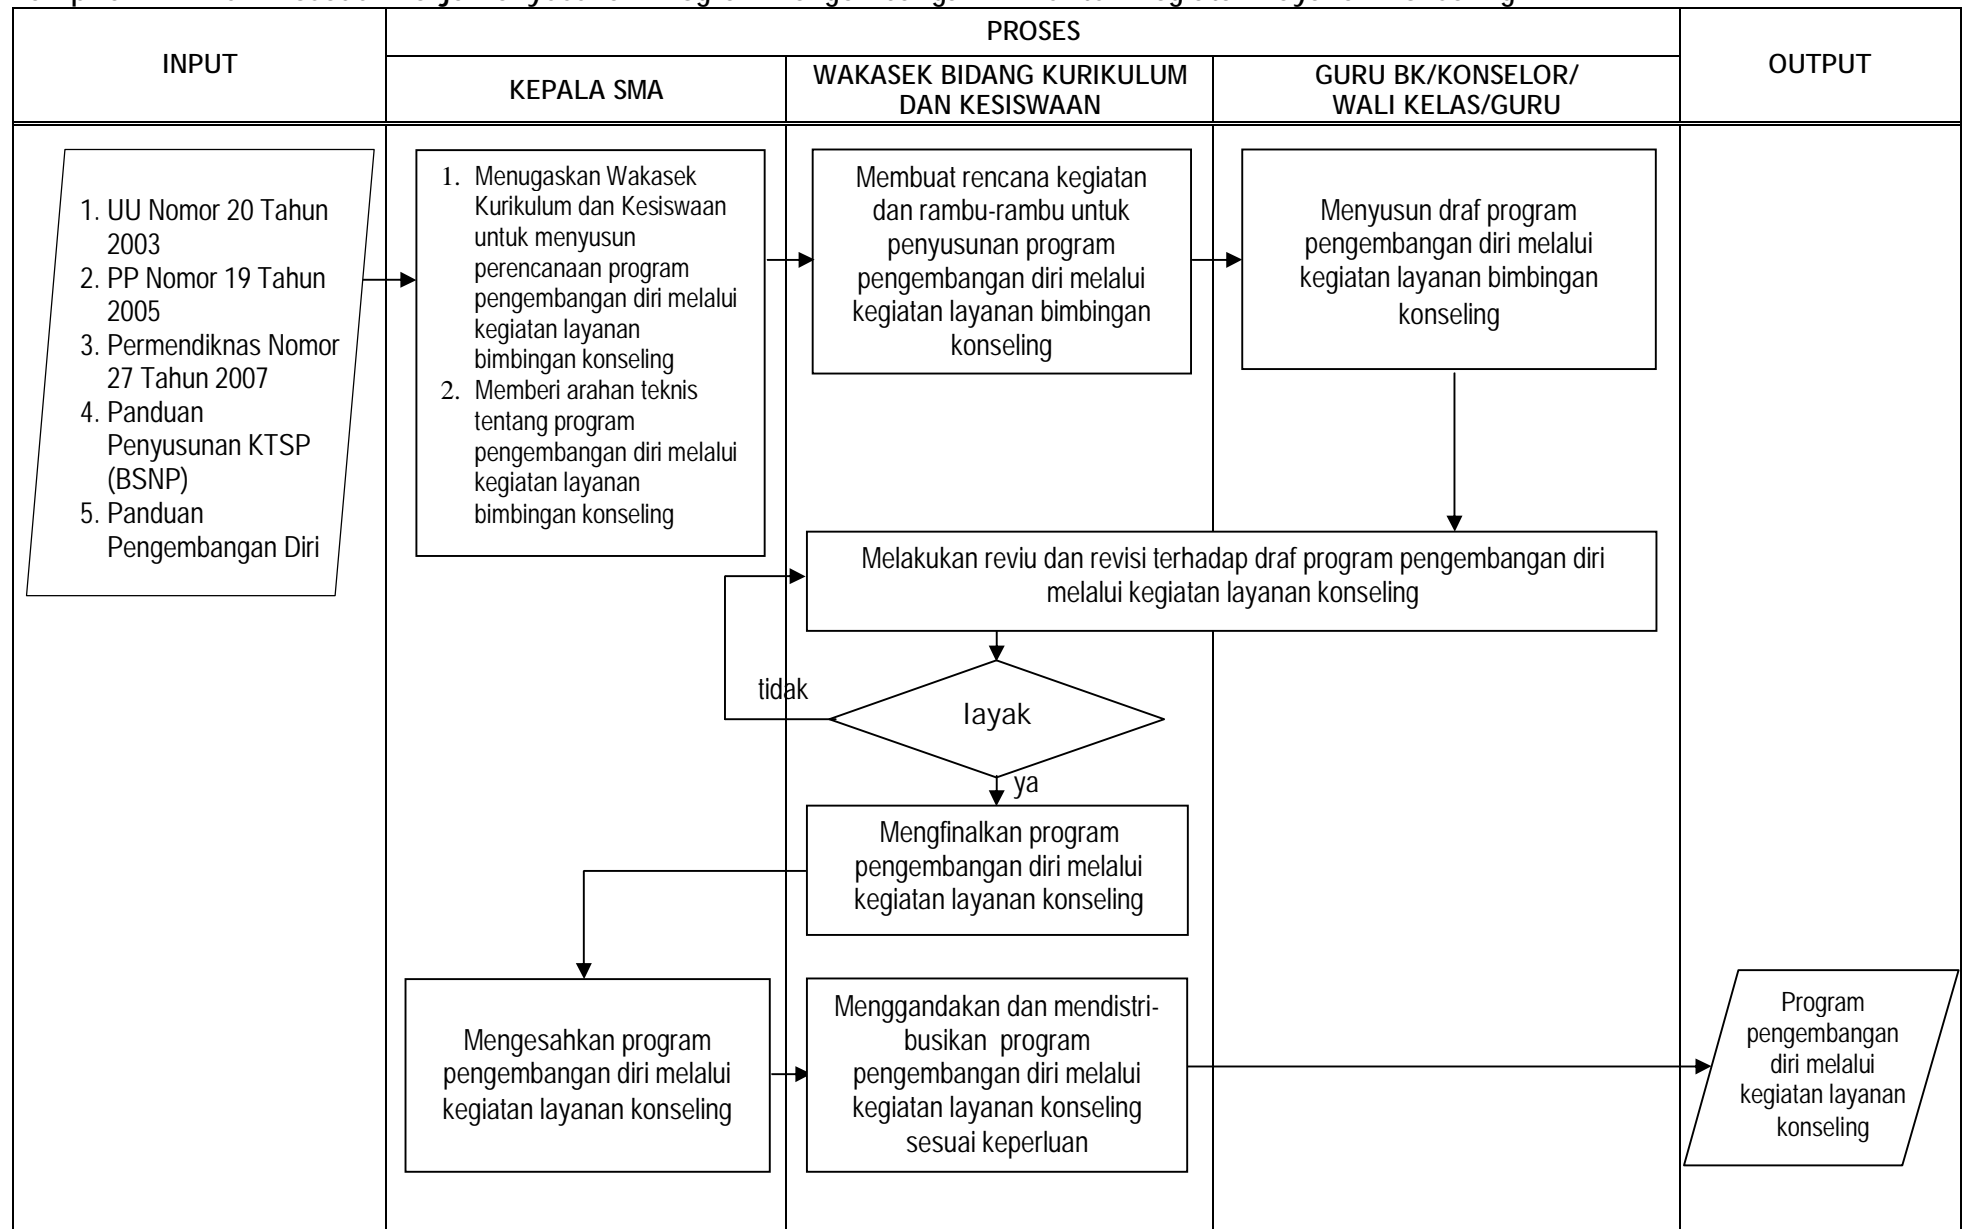 INPUT
PROSES
OUTPUT
KEPALA SMA
WAKASEK BIDANG KURIKULUM
DAN KESISWAAN
GURU BK/KONSELOR/
WALI KELAS/GURU
1. UU Nomor 20 Tahun
2003
2. PP Nomor 19 Tahun
2005
3. Permendiknas Nomor
27 Tahun 2007
4. Panduan
Penyusunan KTSP
(BSNP)
5. Panduan
Pengembangan Diri
1. Menugaskan Wakasek
Kurikulum dan Kesiswaan
untuk menyusun
perencanaan program
pengembangan diri melalui
kegiatan layanan
bimbingan konseling
2. Memberi arahan teknis
tentang program
pengembangan diri melalui
kegiatan layanan
bimbingan konseling
Membuat rencana kegiatan
dan rambu-rambu untuk
penyusunan program
pengembangan diri melalui
kegiatan layanan bimbingan
konseling
Menyusun draf program
pengembangan diri melalui
kegiatan layanan bimbingan
konseling
Melakukan reviu dan revisi terhadap draf program pengembangan diri
melalui kegiatan layanan konseling
tidak
layak
ya
Mengfinalkan program
pengembangan diri melalui
kegiatan layanan konseling
Mengesahkan program
pengembangan diri melalui
kegiatan layanan konseling
Menggandakan dan mendistri-
busikan program
pengembangan diri melalui
kegiatan layanan konseling
sesuai keperluan
Program
pengembangan
diri melalui
kegiatan layanan
konseling